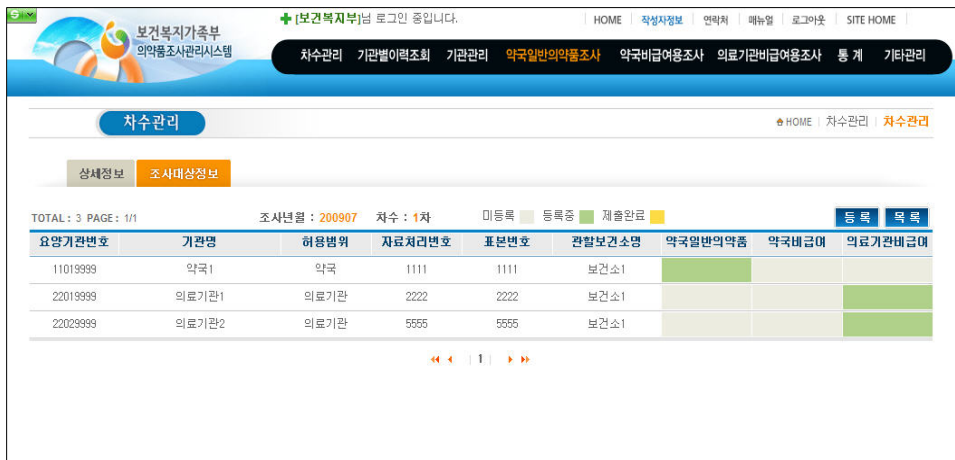 보건복지가족부
의약품조사관리시스템
[보건복지부]님 로그인 중입니다.
HOME 작성자정보 연락처 매뉴얼 로그아웃 SITE HOME
차수관리 기관별이력조회 기관관리 약국일반의약품조사 약국비급여용조사 의료기관비급여용조사 통 계 기타관리
차수관리
HOME 차수관리 차수관리
상세정보 조사대상정보
TOTAL : 3 PAGE : 1/1 조사년월 : 200907 차수 : 1차 미등록 등록중 제출완료 등 록 목 록
요양기관번호 기관명 허용범위 자료처리번호 표본번호 관할보건소명 약국일반의약품 약국비급여 의료기관비급여
11019999 약국1 약국 1111 1111 보건소1
22019999 의료기관1 의료기관 2222 2222 보건소1
22029999 의료기관2 의료기관 5555 5555 보건소1
1